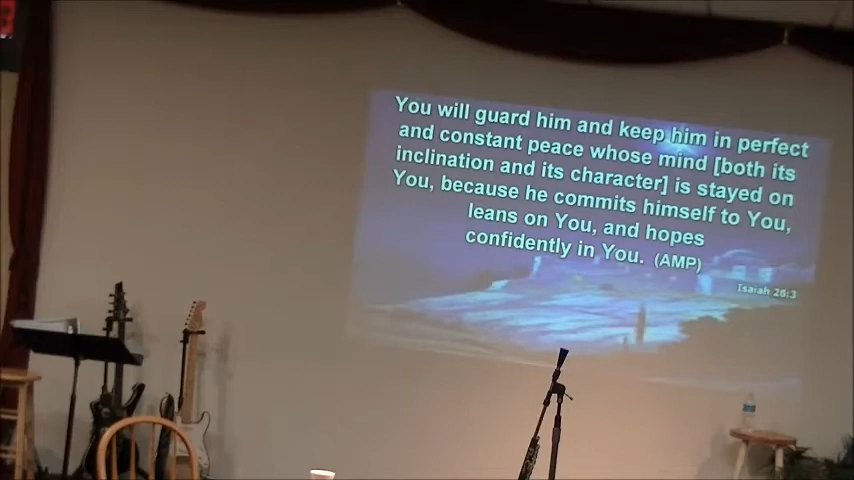 You will guard him and keep him in perfect
and constant peace whose mind [both its
inclination and its character] is stayed on
You, because he commits himself to You,
leans on You, and hopes
confidently in You. (AMP)
Isaiah 26:3